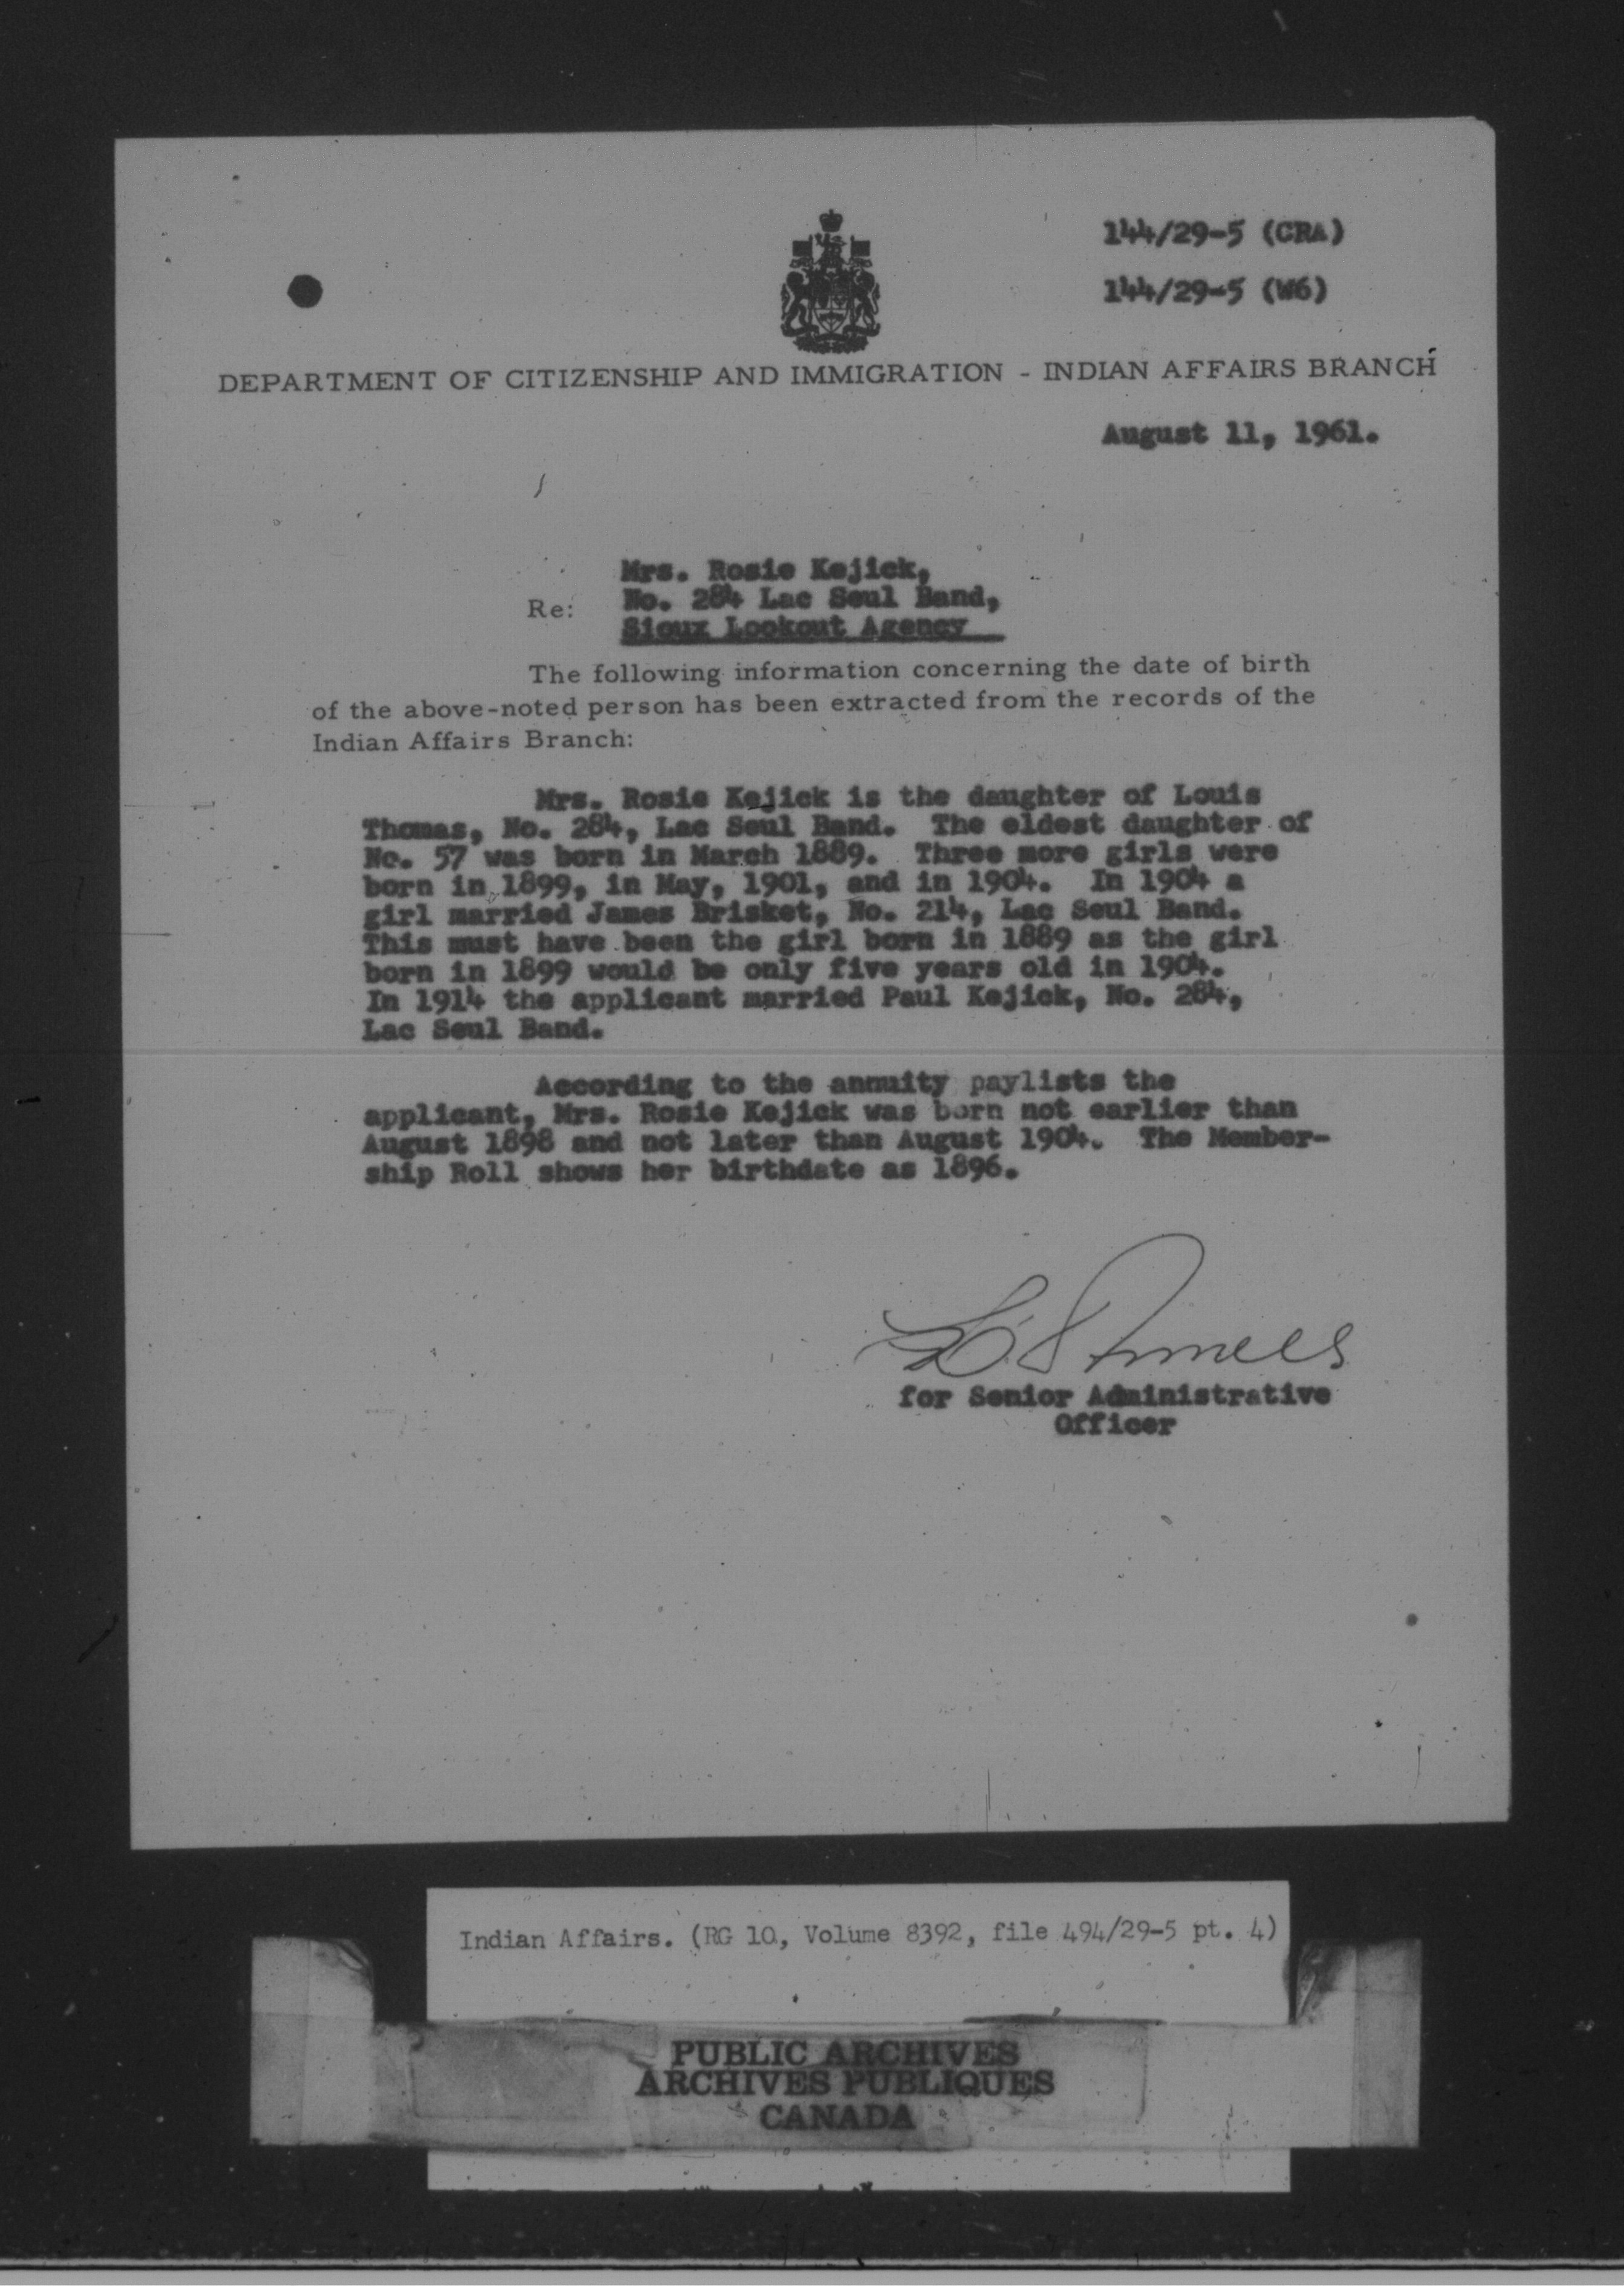 144/29-5 (CRA)
144/29-5 (W6)
DEPARTMENT OF CITIZENSHIP AND IMMIGRATION - INDIAN AFFAIRS BRANCH
August 11, 1961.
Mrs. Rosie Kejick,
Re: No. 284 Lac Seul Band,
Sioux Lookout Agency
The following information concerning the date of birth
of the above-noted person has been extracted from the records of the
Indian Affairs Branch:
Mrs. Rosie Kejick is the daughter of Louis
Thomas, No. 284, Lac Seul Band. The eldest daughter of
No. 57 was born in March 1889. Three more girls were
born in 1899, in May, 1901, and in 1904. In 1904 a
girl married James Brisket, No. 214, Lac Seul Band.
This must have been the girl born in 1889 as the girl
born in 1899 would be only five years old in 1904.
In 1914 the applicant married Paul Kejick, No. 284,
Lac Seul Band.
According to the annuity paylists the
applicant, Mrs. Rosie Kejick was born not earlier than
August 1898 and not later than August 1904. The Member-
ship Roll shows her birthdate as 1896.
for Senior Administrative
Officer
Indian Affairs. (RG 10, Volume 8392, file 494/29-5 pt. 4)
PUBLIC ARCHIVES
ARCHIVES PUBLIQUES
CANADA